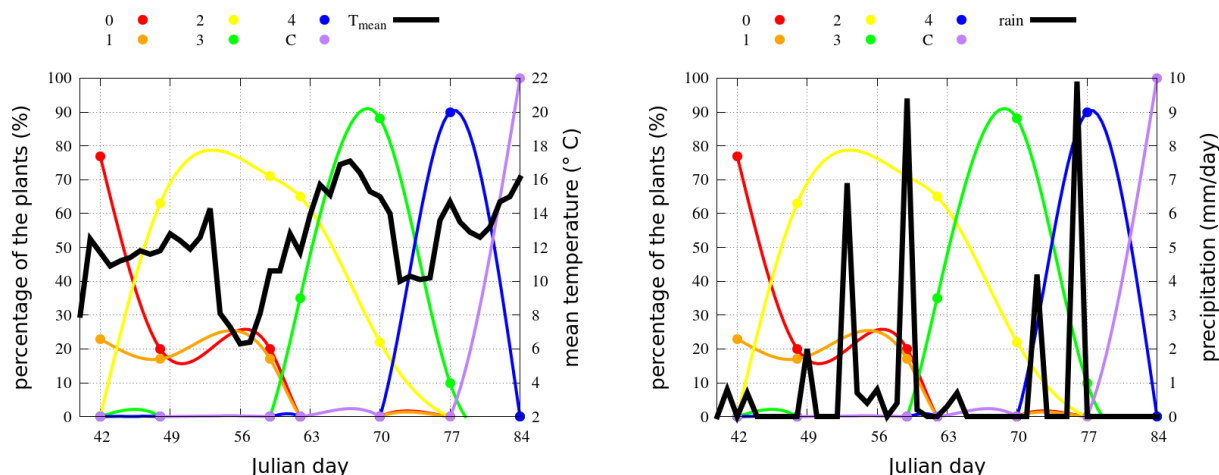 0 2 4 Tmean
1 3 C
100 22
90 20
80 18
70 16
60 14
50 12
40 10
30 8
20 6
10 4
0 2
42 49 56 63 70 77 84
percentage of the plants (%)
mean temperature (° C)
Julian day
0 2 4 rain
1 3 C
100 10
90 9
80 8
70 7
60 6
50 5
40 4
30 3
20 2
10 1
0 0
42 49 56 63 70 77 84
percentage of the plants (%)
precipitation (mm/day)
Julian day